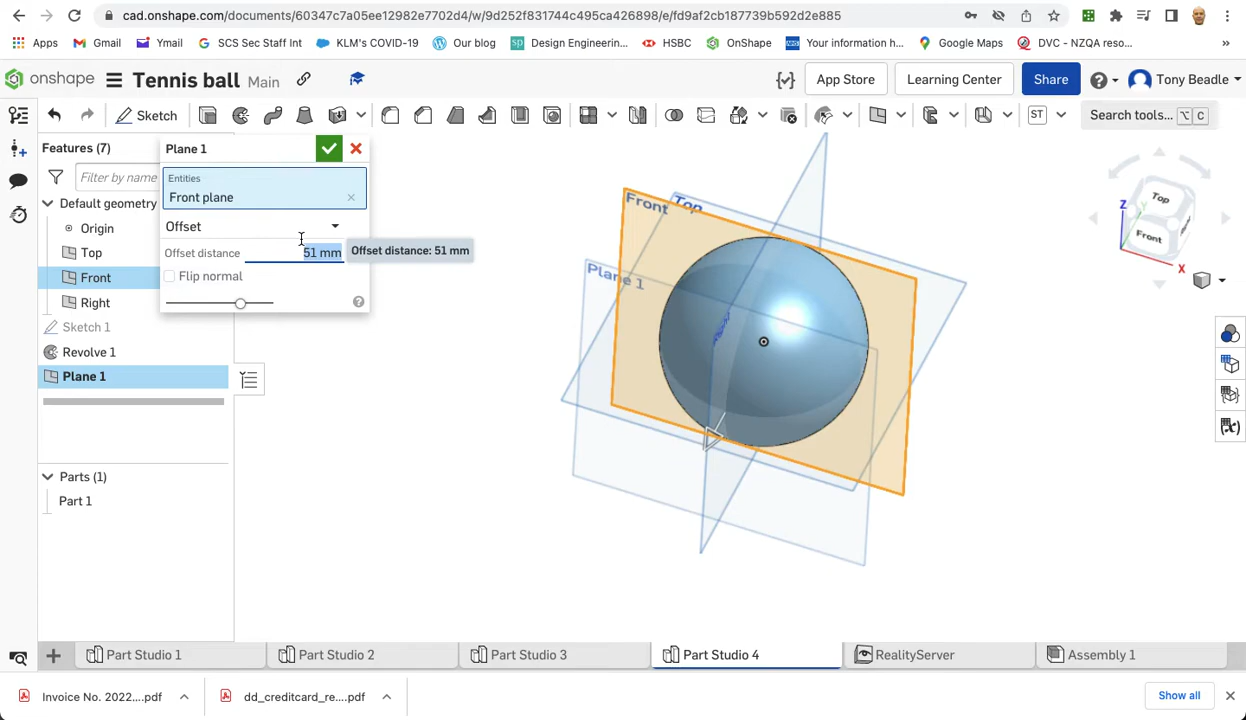 cad.onshape.com/documents/60347c7a05ee12982e7702d4/w/9d252f831744c495ca426898/e/fd9af2cb187739b592d2e885
Apps Gmail Ymail SCS Sec Staff Int KLM's COVID-19 Our blog Design Engineerin... HSBC OnShape Your information h... Google Maps DVC - NZQA reso... »
onshape Tennis ball Main App Store Learning Center Share Tony Beadle
Sketch ST Search tools... ⌥ C
Features (7)
Filter by name
Default geometry
Origin
Top
Front
Right
Sketch 1
Revolve 1
Plane 1
Parts (1)
Part 1
Plane 1
Entities
Front plane
Offset
Offset distance 51 mm
Offset distance: 51 mm
Flip normal
Front
Top
Plane 1
Top
Front
Z
Y
X
Part Studio 1 Part Studio 2 Part Studio 3 Part Studio 4 RealityServer Assembly 1
Invoice No. 2022,...pdf dd_creditcard_re....pdf Show all